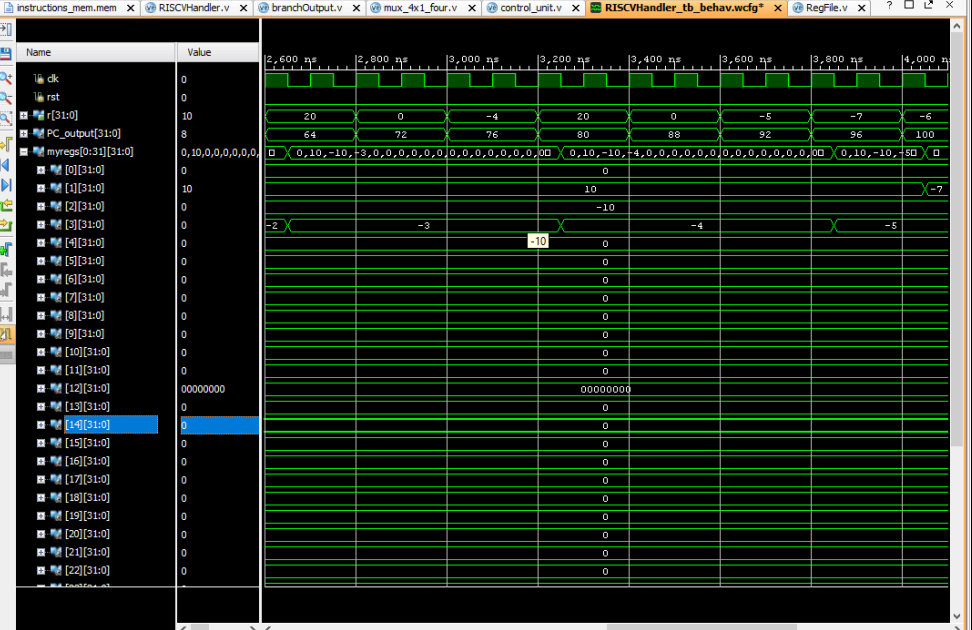 instructions_mem.mem × RISCVHandler.v × branchOutput.v × mux_4x1_four.v × control_unit.v × RISCVHandler_tb_behav.wcfg* × RegFile.v ×
Name Value 2,600 ns 2,800 ns 3,000 ns 3,200 ns 3,400 ns 3,600 ns 3,800 ns 4,000 n
clk 0
rst 0
r[31:0] 10 20 0 -4 20 0 -5 -7 -6
PC_output[31:0] 8 64 72 76 80 88 92 96 100
myregs[0:31][31:0] 0,10,0,0,0,0,0,0, 0,10,-10,-3,0,0,0,0,0,0,0,0,0,0,0,0,0 0,10,-10,-4,0,0,0,0,0,0,0,0,0,0,0,0,0 0,10,-10,-5
[0][31:0] 0 0
[1][31:0] 10 10 -7
[2][31:0] 0 -10
[3][31:0] 0 -2 -3 -4 -5
-10
[4][31:0] 0 0
[5][31:0] 0 0
[6][31:0] 0 0
[7][31:0] 0 0
[8][31:0] 0 0
[9][31:0] 0 0
[10][31:0] 0 0
[11][31:0] 0 0
[12][31:0] 00000000 00000000
[13][31:0] 0 0
[14][31:0] 0 0
[15][31:0] 0 0
[16][31:0] 0 0
[17][31:0] 0 0
[18][31:0] 0 0
[19][31:0] 0 0
[20][31:0] 0 0
[21][31:0] 0 0
[22][31:0] 0 0